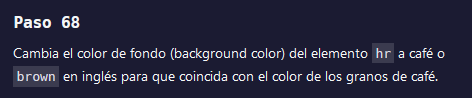 Paso 68
Cambia el color de fondo (background color) del elemento hr a café o
brown en inglés para que coincida con el color de los granos de café.